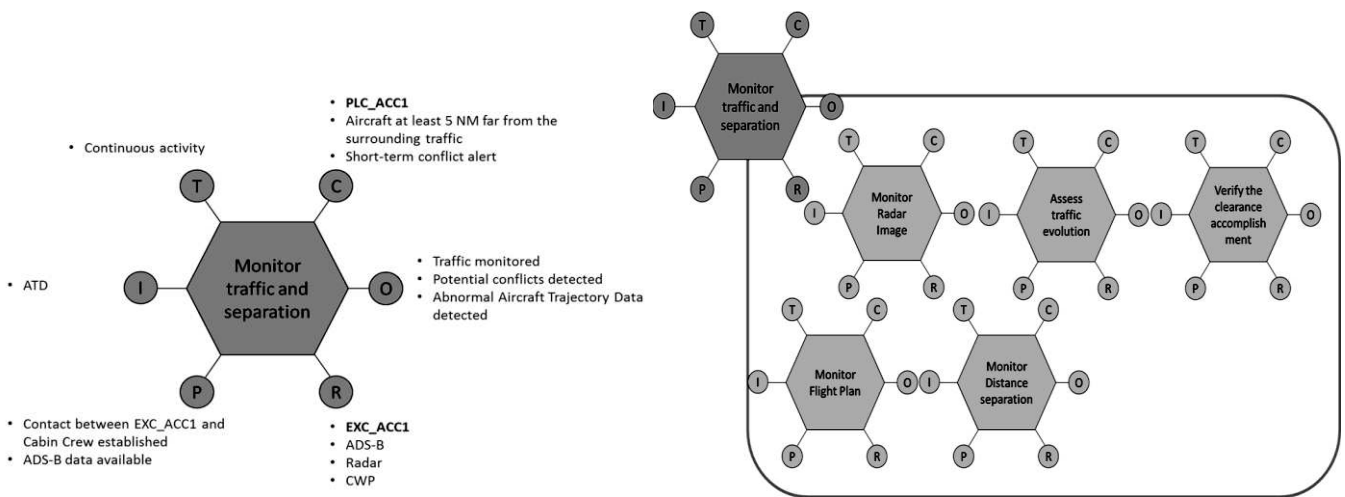 • PLC_ACC1
• Aircraft at least 5 NM far from the
surrounding traffic
• Short-term conflict alert
• Continuous activity
T
C
• ATD
I
Monitor
traffic and
separation
O
• Traffic monitored
• Potential conflicts detected
• Abnormal Aircraft Trajectory Data
detected
P
R
• Contact between EXC_ACC1 and
Cabin Crew established
• ADS-B data available
• EXC_ACC1
• ADS-B
• Radar
• CWP
T
C
I
Monitor
traffic and
separation
O
P
R
T
C
I
Monitor
Radar
Image
O
P
R
T
C
I
Assess
traffic
evolution
O
P
R
T
C
I
Verify the
clearance
accomplish
ment
O
P
R
T
C
I
Monitor
Flight Plan
O
P
R
T
C
I
Monitor
Distance
separation
O
P
R